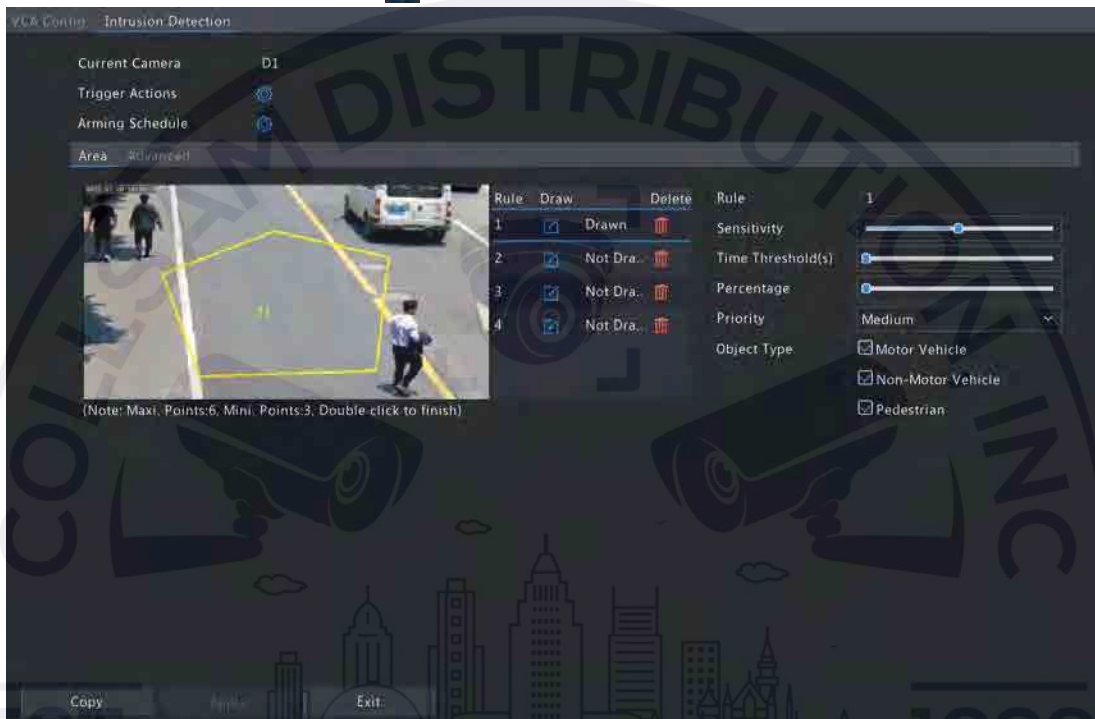 VCA Config Intrusion Detection
Current Camera D1
Trigger Actions
Arming Schedule
Area Advanced
Rule Draw Delete
1 Drawn
2 Not Dra..
3 Not Dra..
4 Not Dra..
(Note: Maxi. Points:6, Mini. Points:3, Double-click to finish)
Rule 1
Sensitivity
Time Threshold(s)
Percentage
Priority Medium
Object Type Motor Vehicle
Non-Motor Vehicle
Pedestrian
Copy Apply Exit
COLLSAM DISTRIBUTION INC